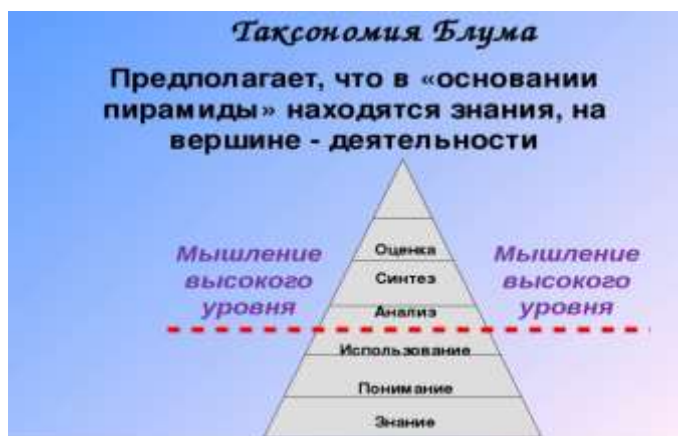 Таксономия Блума
Предполагает, что в «основании
пирамиды» находятся знания, на
вершине - деятельности
Мышление
высокого
уровня
Оценка
Синтез
Анализ
Использование
Понимание
Знание
Мышление
высокого
уровня